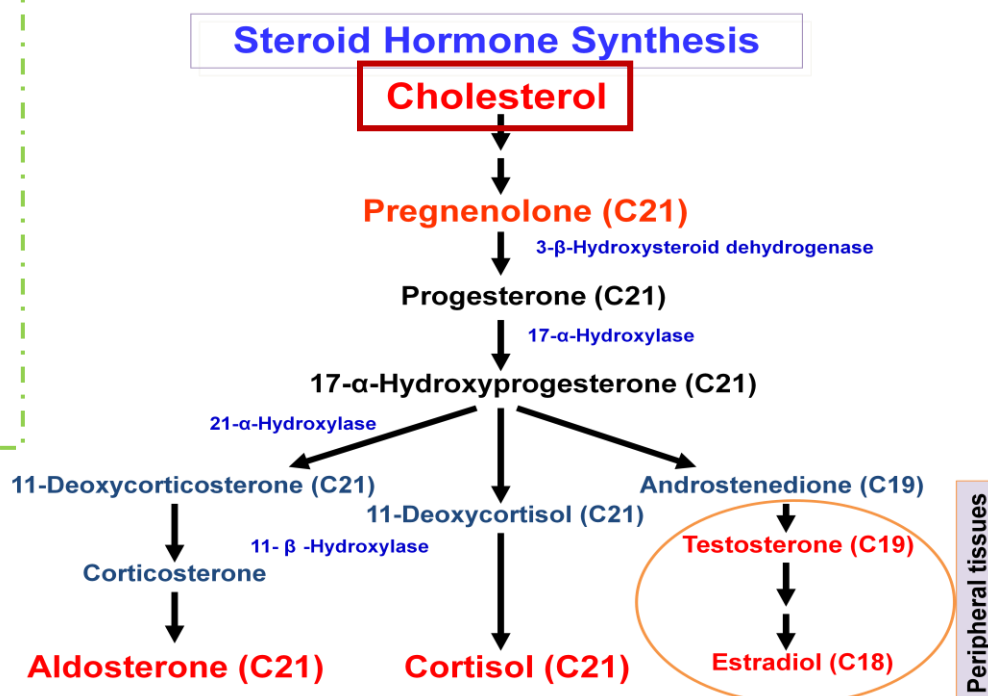 Steroid Hormone Synthesis
Cholesterol
Pregnenolone (C21)
3-β-Hydroxysteroid dehydrogenase
Progesterone (C21)
17-α-Hydroxylase
17-α-Hydroxyprogesterone (C21)
21-α-Hydroxylase
11-Deoxycorticosterone (C21)
11-Deoxycortisol (C21)
Androstenedione (C19)
11- β -Hydroxylase
Testosterone (C19)
Corticosterone
Aldosterone (C21)
Cortisol (C21)
Estradiol (C18)
Peripheral tissues